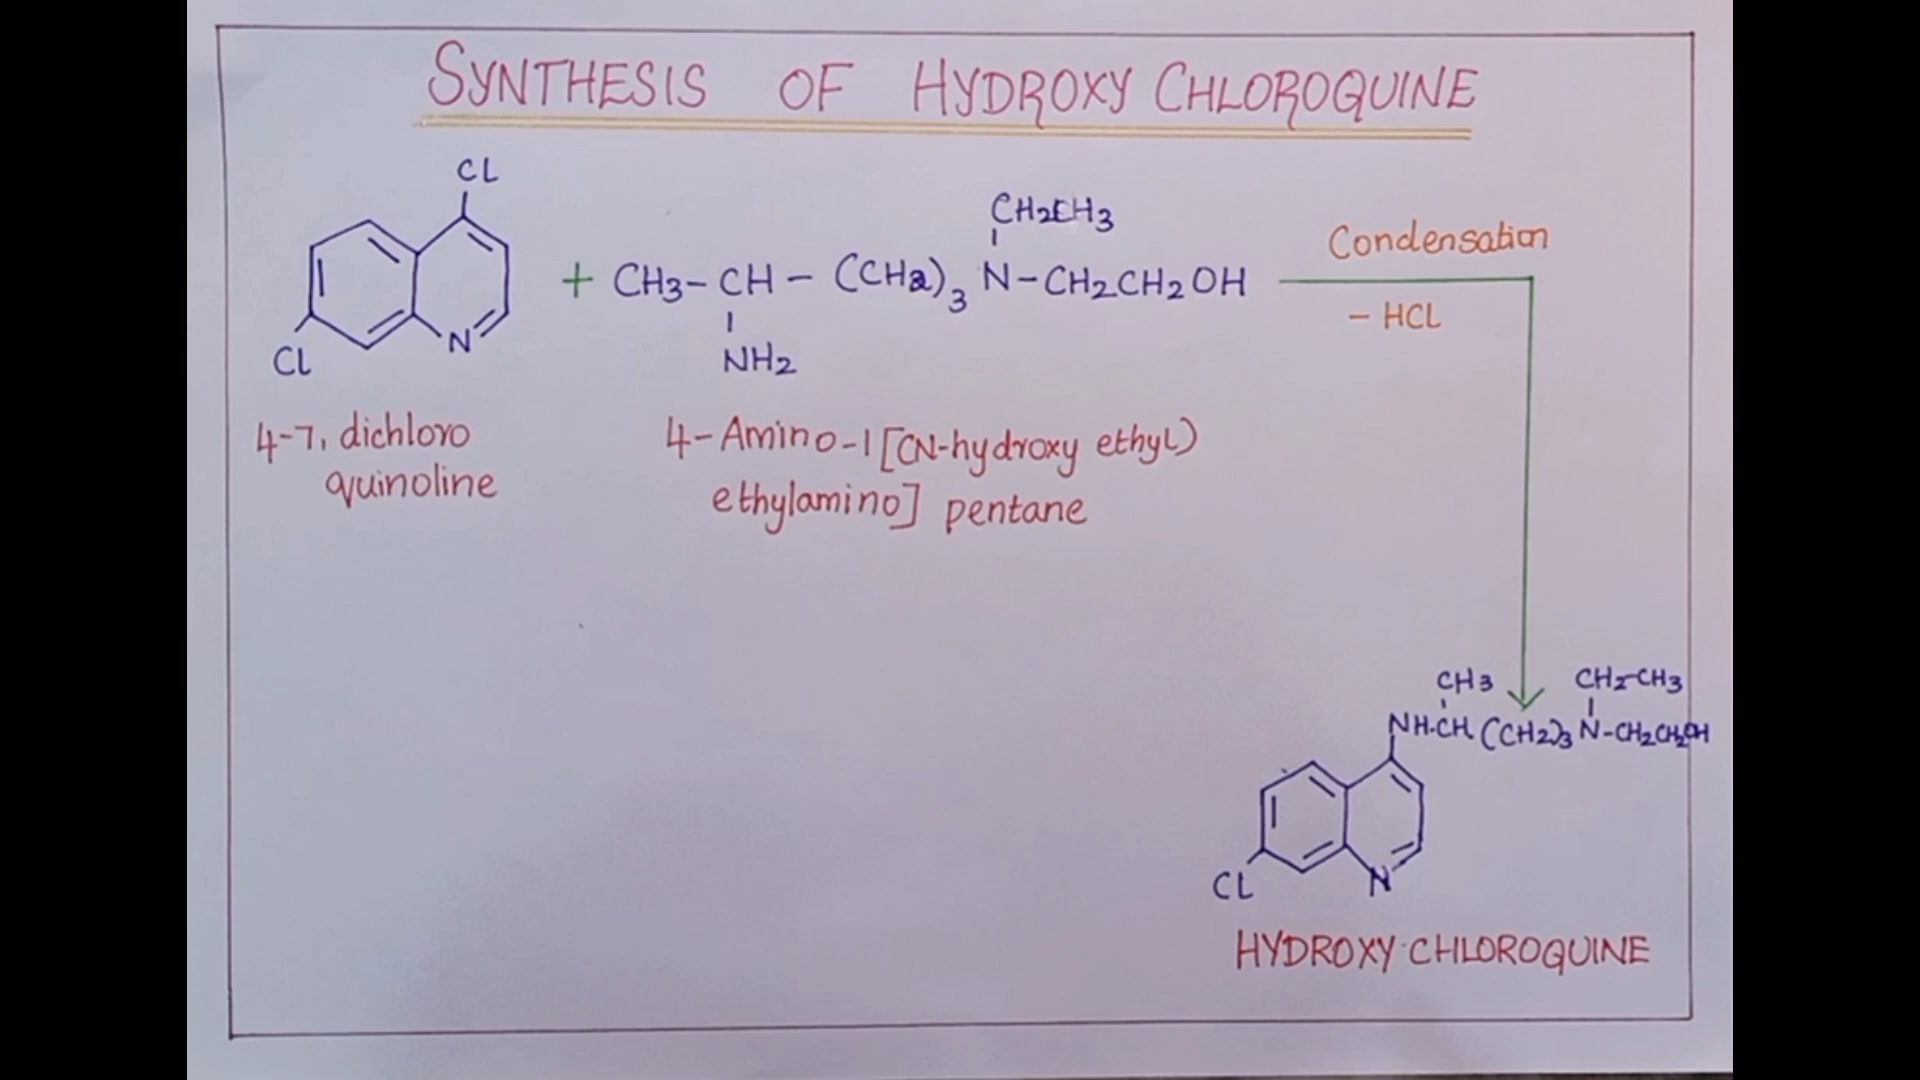 SYNTHESIS OF HYDROXY CHLOROQUINE
CL
CH2CH3
Condensation
+ CH3-CH-(CH2)3 N-CH2CH2OH
- HCL
N
Cl
NH2
4-7, dichloro
quinoline
4-Amino-1[CN-hydroxy ethyL)
ethylamino] pentane
CH3
CH2-CH3
NH-CH(CH2)3 N-CH2CH2OH
CL
N
HYDROXY-CHLOROQUINE